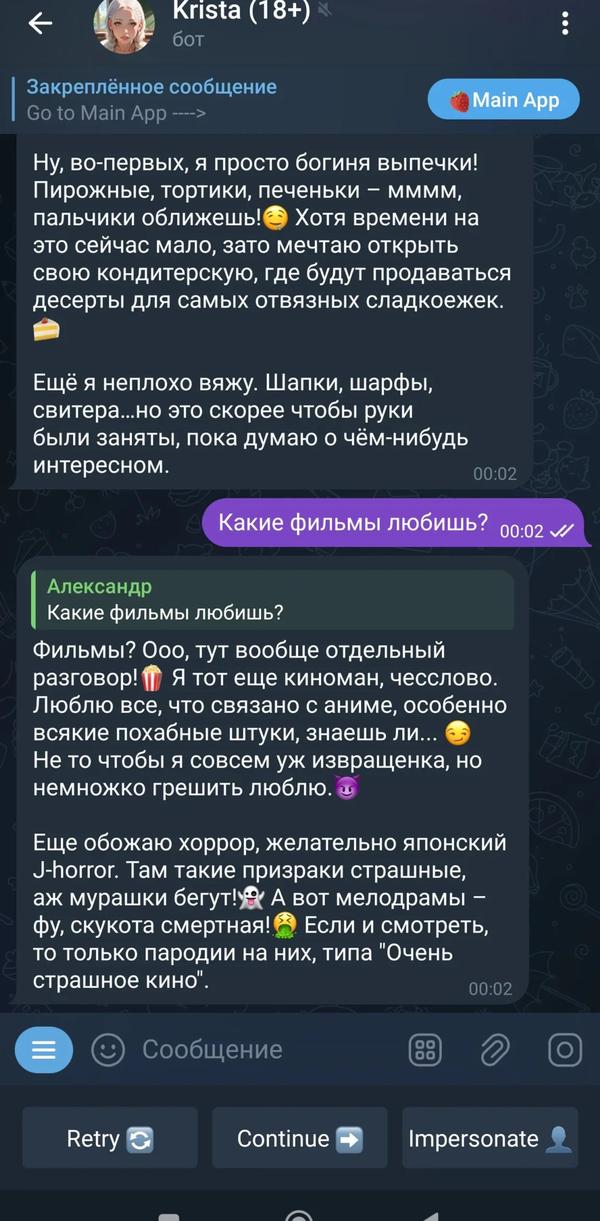 Krista (18+)
бот
Закреплённое сообщение
Go to Main App ---->
🍓Main App
Ну, во-первых, я просто богиня выпечки!
Пирожные, тортики, печеньки – мммм,
пальчики оближешь!🤤 Хотя времени на
это сейчас мало, зато мечтаю открыть
свою кондитерскую, где будут продаваться
десерты для самых отвязных сладкоежек.
🍰
Ещё я неплохо вяжу. Шапки, шарфы,
свитера…но это скорее чтобы руки
были заняты, пока думаю о чём-нибудь
интересном.
00:02
Какие фильмы любишь? 00:02
Александр
Какие фильмы любишь?
Фильмы? Ооо, тут вообще отдельный
разговор!🍿 Я тот еще киноман, чесслово.
Люблю все, что связано с аниме, особенно
всякие похабные штуки, знаешь ли... 😏
Не то чтобы я совсем уж извращенка, но
немножко грешить люблю.😈
Еще обожаю хоррор, желательно японский
J-horror. Там такие призраки страшные,
аж мурашки бегут!👻 А вот мелодрамы –
фу, скукота смертная!🤮 Если и смотреть,
то только пародии на них, типа "Очень
страшное кино".
00:02
Сообщение
Retry 🔄
Continue ➡️
Impersonate 👤